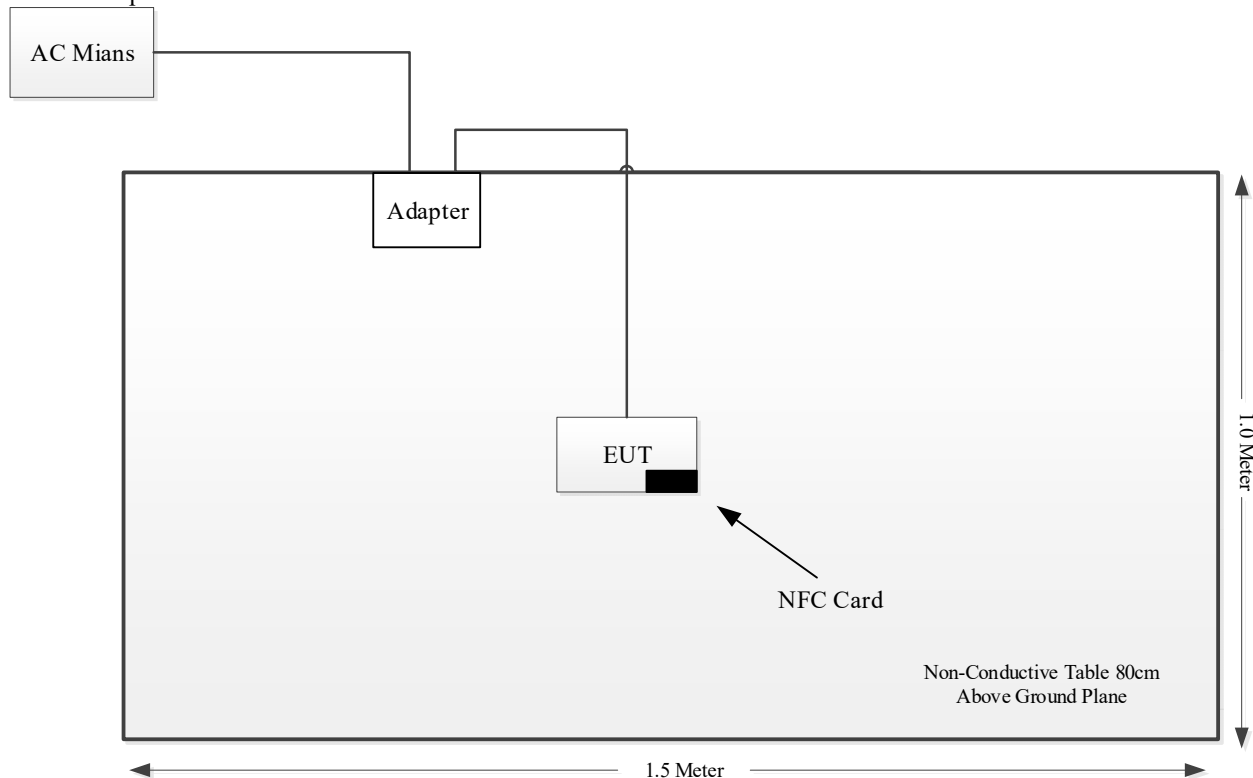 AC Mians
Adapter
EUT
NFC Card
1.0 Meter
Non-Conductive Table 80cm
Above Ground Plane
1.5 Meter